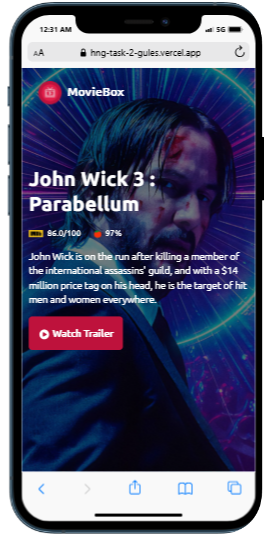 12:31 AM
5G
AA
hng-task-2-gules.vercel.app
MovieBox
John Wick 3 :
Parabellum
86.0/100
97%
John Wick is on the run after killing a member of
the international assassins' guild, and with a $14
million price tag on his head, he is the target of hit
men and women everywhere.
Watch Trailer